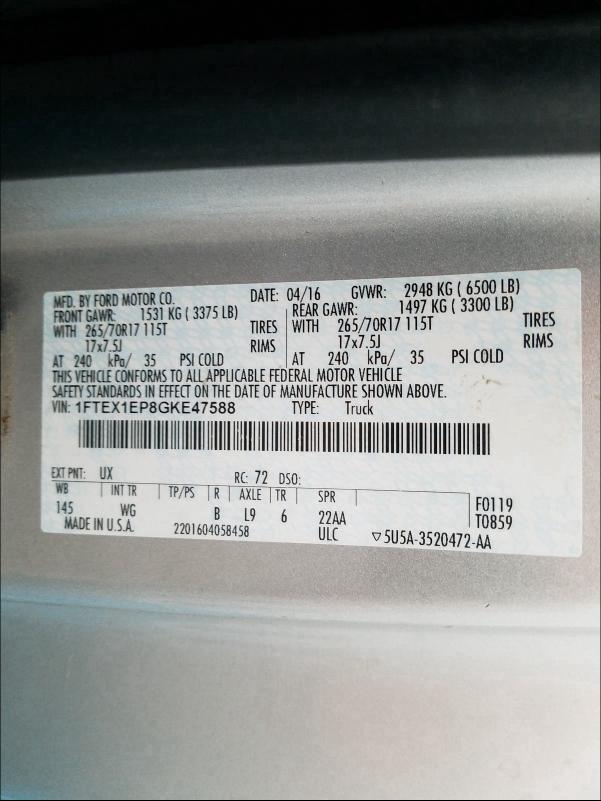 MFD. BY FORD MOTOR CO. DATE: 04/16 GVWR: 2948 KG ( 6500 LB)
FRONT GAWR: 1531 KG ( 3375 LB) REAR GAWR: 1497 KG ( 3300 LB)
WITH 265/70R17 115T TIRES WITH 265/70R17 115T TIRES
17x7.5J RIMS 17x7.5J RIMS
AT 240 kPa/ 35 PSI COLD AT 240 kPa/ 35 PSI COLD
THIS VEHICLE CONFORMS TO ALL APPLICABLE FEDERAL MOTOR VEHICLE
SAFETY STANDARDS IN EFFECT ON THE DATE OF MANUFACTURE SHOWN ABOVE.
VIN: 1FTEX1EP8GKE47588 TYPE: Truck
EXT PNT: UX RC: 72 DSO:
WB INT TR TP/PS R AXLE TR SPR
145 WG B L9 6 22AA F0119
T0859
MADE IN U.S.A. 2201604058458 ULC ▽5U5A-3520472-AA